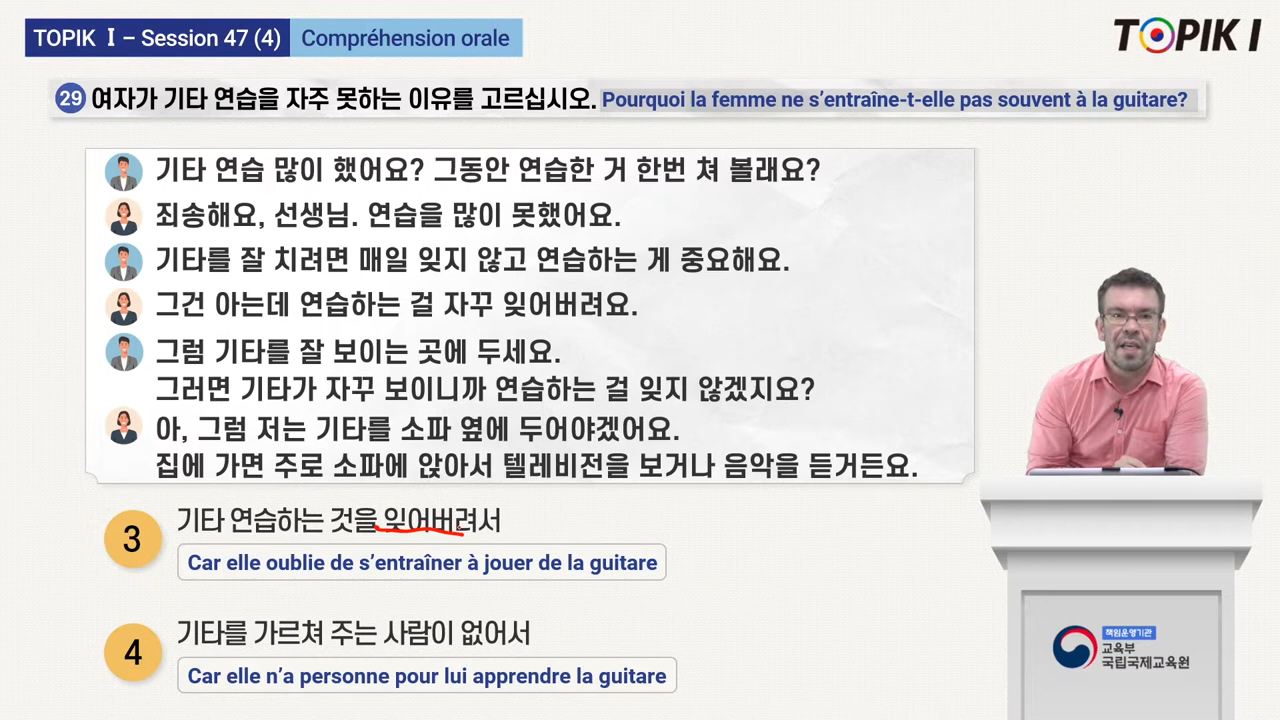 TOPIK Ⅰ – Session 47 (4) Compréhension orale
TOPIK I
29 여자가 기타 연습을 자주 못하는 이유를 고르십시오. Pourquoi la femme ne s’entraîne-t-elle pas souvent à la guitare?
기타 연습 많이 했어요? 그동안 연습한 거 한번 쳐 볼래요?
죄송해요, 선생님. 연습을 많이 못했어요.
기타를 잘 치려면 매일 잊지 않고 연습하는 게 중요해요.
그건 아는데 연습하는 걸 자꾸 잊어버려요.
그럼 기타를 잘 보이는 곳에 두세요.
그러면 기타가 자꾸 보이니까 연습하는 걸 잊지 않겠지요?
아, 그럼 저는 기타를 소파 옆에 두어야겠어요.
집에 가면 주로 소파에 앉아서 텔레비전을 보거나 음악을 듣거든요.
3 기타 연습하는 것을 잊어버려서
Car elle oublie de s’entraîner à jouer de la guitare
4 기타를 가르쳐 주는 사람이 없어서
Car elle n’a personne pour lui apprendre la guitare
책임운영기관
교육부
국립국제교육원